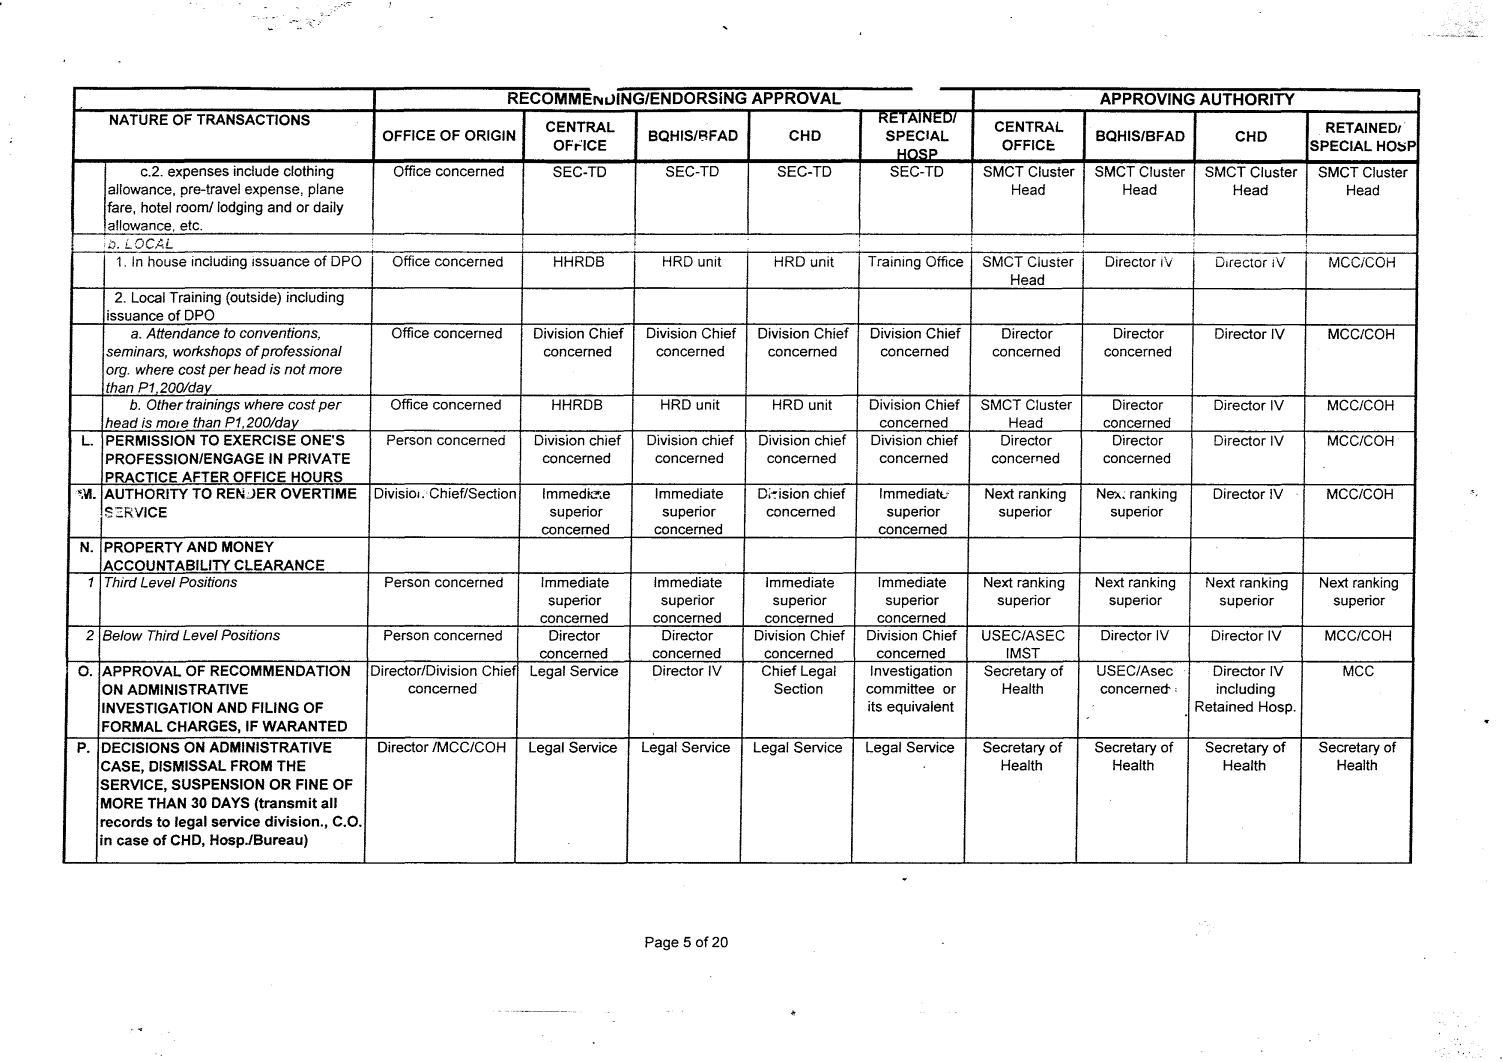 RECOMMENDING/ENDORSING APPROVAL APPROVING AUTHORITY
NATURE OF TRANSACTIONS OFFICE OF ORIGIN CENTRAL OFFICE BQHIS/BFAD CHD RETAINED/ SPECIAL HOSP CENTRAL OFFICE BQHIS/BFAD CHD RETAINED/ SPECIAL HOSP
c.2. expenses include clothing Office concerned SEC-TD SEC-TD SEC-TD SEC-TD SMCT Cluster SMCT Cluster SMCT Cluster SMCT Cluster
allowance, pre-travel expense, plane Head Head Head Head
fare, hotel room/ lodging and or daily
allowance, etc.
b. LOCAL
1. In house including issuance of DPO Office concerned HHRDB HRD unit HRD unit Training Office SMCT Cluster Director IV Director IV MCC/COH
Head
2. Local Training (outside) including
issuance of DPO
a. Attendance to conventions, Office concerned Division Chief Division Chief Division Chief Division Chief Director Director Director IV MCC/COH
seminars, workshops of professional concerned concerned concerned concerned concerned concerned
org. where cost per head is not more
than P1,200/day
b. Other trainings where cost per Office concerned HHRDB HRD unit HRD unit Division Chief SMCT Cluster Director Director IV MCC/COH
head is more than P1,200/day concerned Head concerned
L. PERMISSION TO EXERCISE ONE'S Person concerned Division chief Division chief Division chief Division chief Director Director Director IV MCC/COH
PROFESSION/ENGAGE IN PRIVATE concerned concerned concerned concerned concerned concerned
PRACTICE AFTER OFFICE HOURS
M. AUTHORITY TO RENDER OVERTIME Division Chief/Section Immediate Immediate Division chief Immediate Next ranking Next ranking Director IV MCC/COH
SERVICE superior superior concerned superior superior superior
concerned concerned concerned
N. PROPERTY AND MONEY
ACCOUNTABILITY CLEARANCE
1 Third Level Positions Person concerned Immediate Immediate Immediate Immediate Next ranking Next ranking Next ranking Next ranking
superior superior superior superior superior superior superior superior
concerned concerned concerned concerned
2 Below Third Level Positions Person concerned Director Director Division Chief Division Chief USEC/ASEC Director IV Director IV MCC/COH
concerned concerned concerned concerned IMST
O. APPROVAL OF RECOMMENDATION Director/Division Chief Legal Service Director IV Chief Legal Investigation Secretary of USEC/Asec Director IV MCC
ON ADMINISTRATIVE concerned Section committee or Health concerned including
INVESTIGATION AND FILING OF its equivalent Retained Hosp.
FORMAL CHARGES, IF WARANTED
P. DECISIONS ON ADMINISTRATIVE Director /MCC/COH Legal Service Legal Service Legal Service Legal Service Secretary of Secretary of Secretary of Secretary of
CASE, DISMISSAL FROM THE Health Health Health Health
SERVICE, SUSPENSION OR FINE OF
MORE THAN 30 DAYS (transmit all
records to legal service division., C.O.
in case of CHD, Hosp./Bureau)
Page 5 of 20